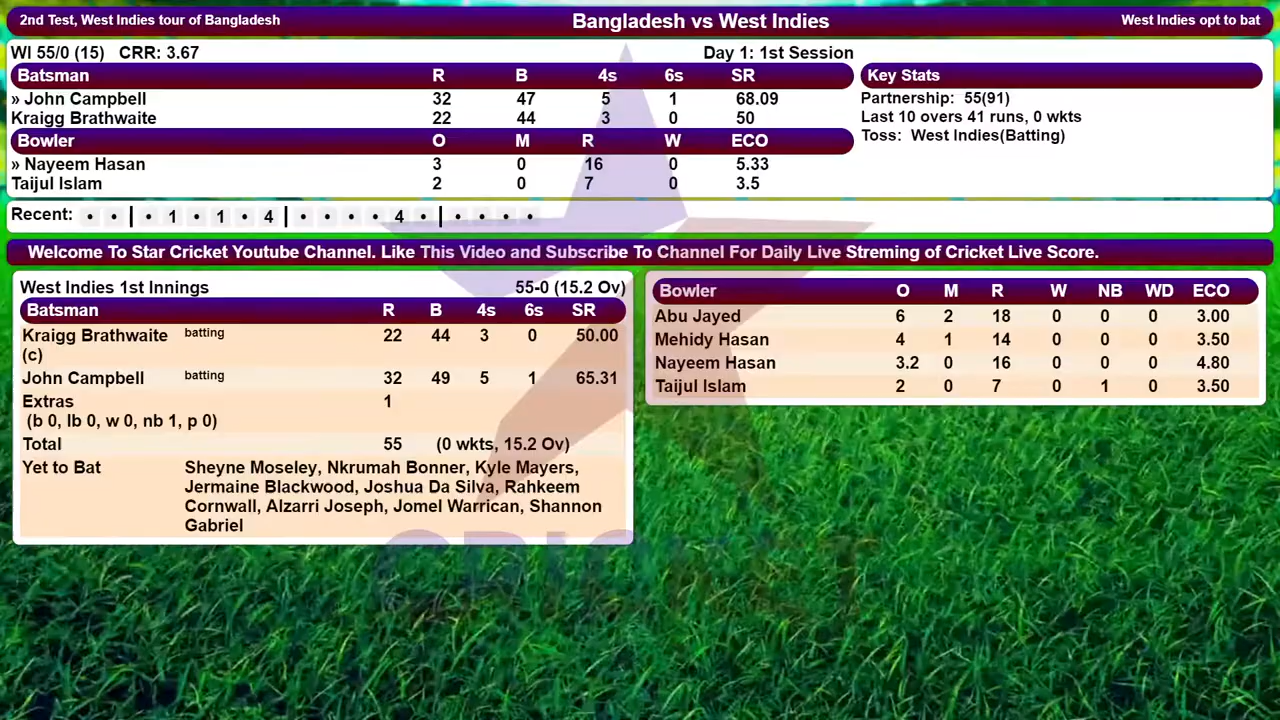 2nd Test, West Indies tour of Bangladesh Bangladesh vs West Indies West Indies opt to bat
WI 55/0 (15) CRR: 3.67 Day 1: 1st Session
Batsman R B 4s 6s SR
» John Campbell 32 47 5 1 68.09
Kraigg Brathwaite 22 44 3 0 50
Bowler O M R W ECO
» Nayeem Hasan 3 0 16 0 5.33
Taijul Islam 2 0 7 0 3.5
Key Stats
Partnership: 55(91)
Last 10 overs 41 runs, 0 wkts
Toss: West Indies(Batting)
Recent: • • | • 1 • 1 • 4 | • • • • 4 • | • • • •
Welcome To Star Cricket Youtube Channel. Like This Video and Subscribe To Channel For Daily Live Streming of Cricket Live Score.
West Indies 1st Innings 55-0 (15.2 Ov)
Batsman R B 4s 6s SR
Kraigg Brathwaite batting 22 44 3 0 50.00
(c)
John Campbell batting 32 49 5 1 65.31
Extras 1
(b 0, lb 0, w 0, nb 1, p 0)
Total 55 (0 wkts, 15.2 Ov)
Yet to Bat Sheyne Moseley, Nkrumah Bonner, Kyle Mayers,
Jermaine Blackwood, Joshua Da Silva, Rahkeem
Cornwall, Alzarri Joseph, Jomel Warrican, Shannon
Gabriel
Bowler O M R W NB WD ECO
Abu Jayed 6 2 18 0 0 0 3.00
Mehidy Hasan 4 1 14 0 0 0 3.50
Nayeem Hasan 3.2 0 16 0 0 0 4.80
Taijul Islam 2 0 7 0 1 0 3.50
CRICKET